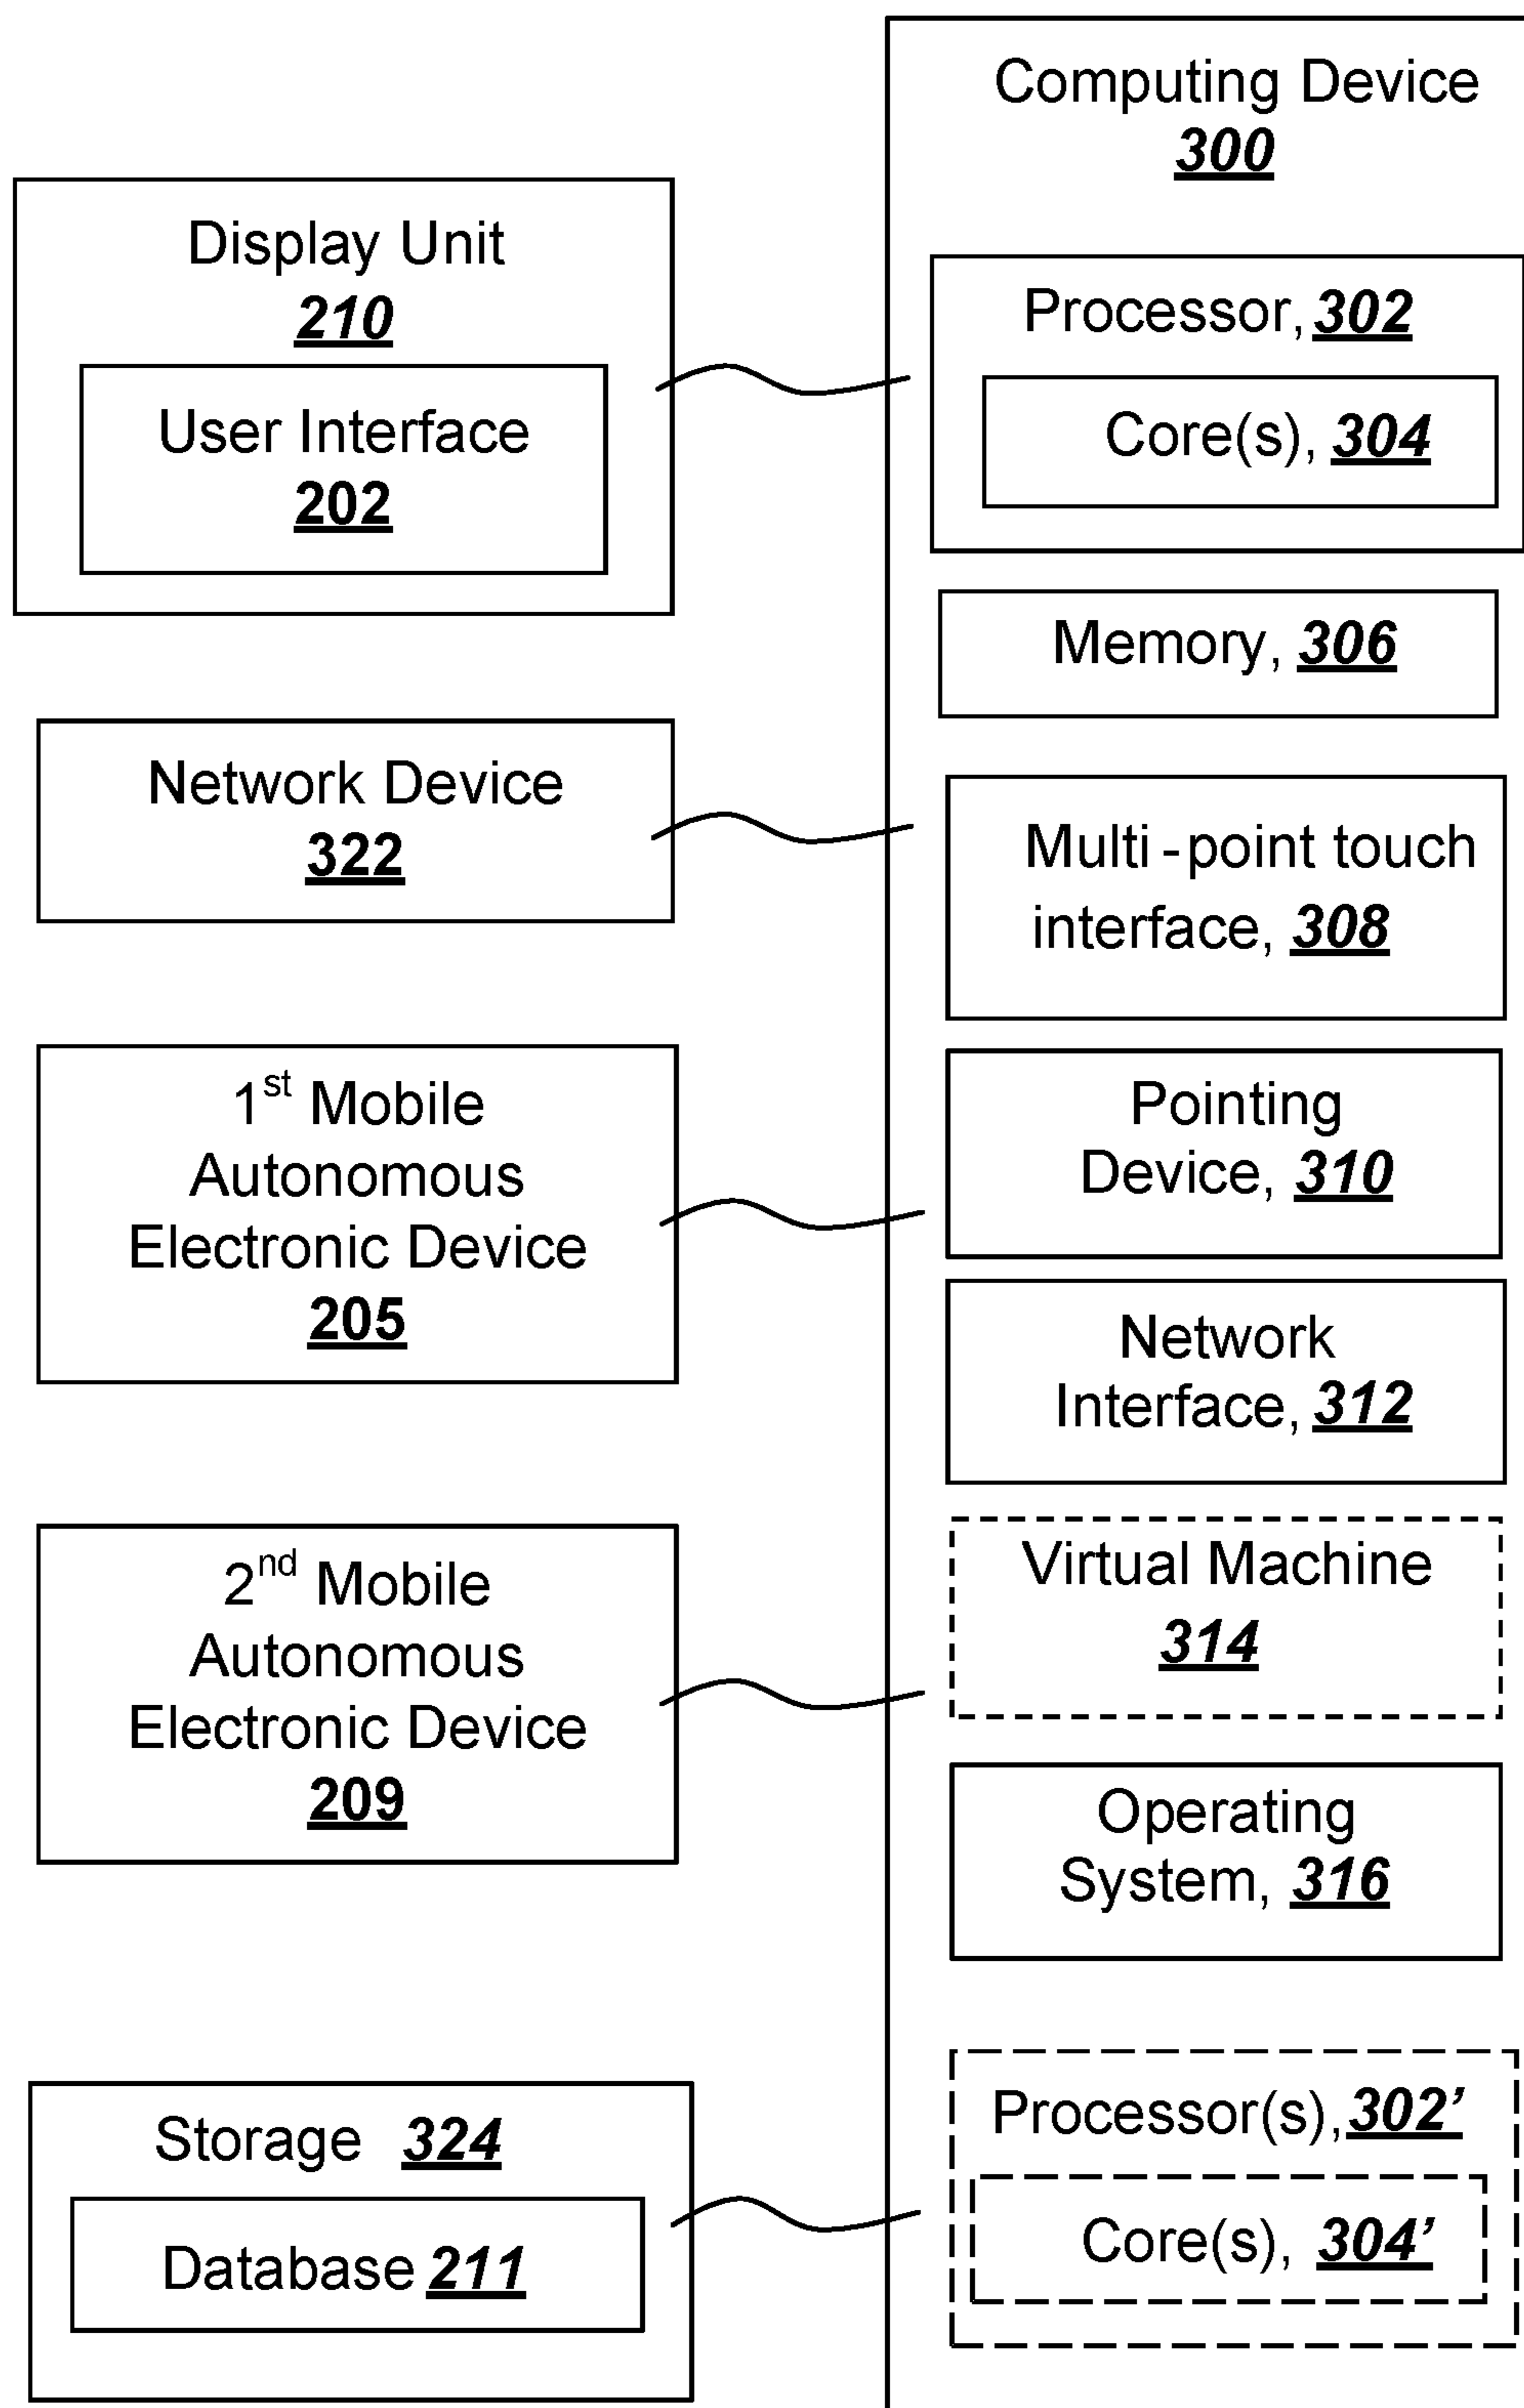 Computing Device
300
Display Unit
210
User Interface
202
Processor, 302
Core(s), 304
Memory, 306
Network Device
322
Multi-point touch
interface, 308
1st Mobile
Autonomous
Electronic Device
205
Pointing
Device, 310
Network
Interface, 312
2nd Mobile
Autonomous
Electronic Device
209
Virtual Machine
314
Operating
System, 316
Storage 324
Database 211
Processor(s), 302’
Core(s), 304’